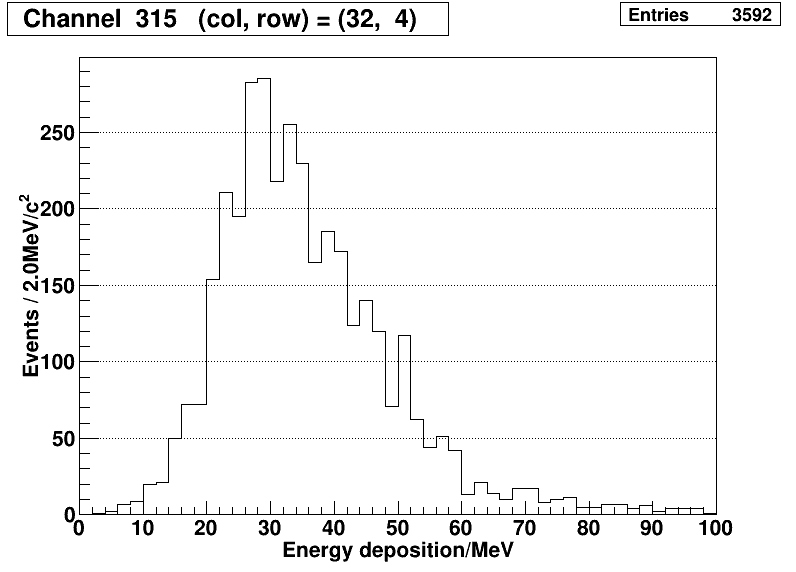 Channel 315 (col, row) = (32, 4)
Entries 3592
Events / 2.0MeV/c²
250
200
150
100
50
0
0 10 20 30 40 50 60 70 80 90 100
Energy deposition/MeV